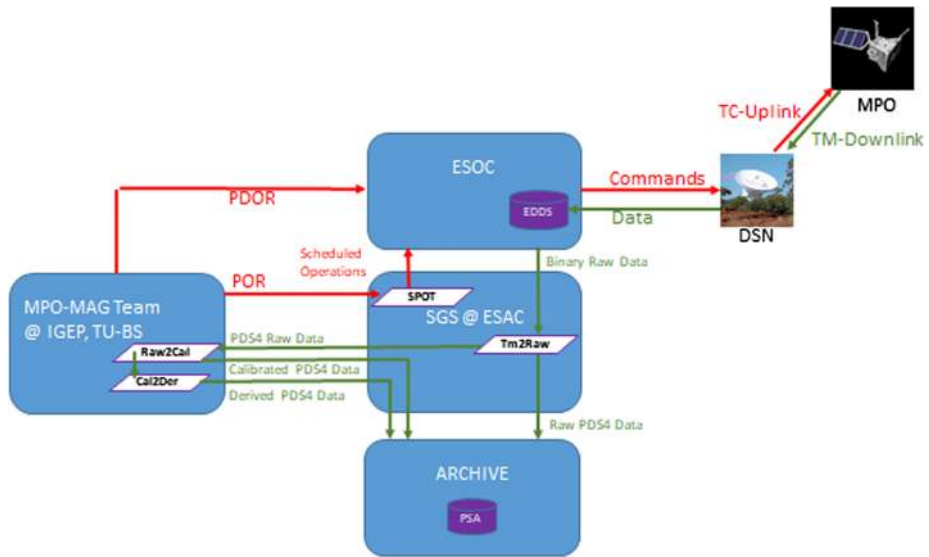 MPO
TC-Uplink
TM-Downlink
ESOC
Commands
PDOR
EDDS
Data
DSN
Scheduled
Operations
Binary Raw Data
POR
SPOT
MPO-MAG Team
@ IGEP, TU-BS
SGS @ ESAC
PDS4 Raw Data
Tm2Raw
Raw2Cal
Calibrated PDS4 Data
Cal2Der
Derived PDS4 Data
Raw PDS4 Data
ARCHIVE
PSA